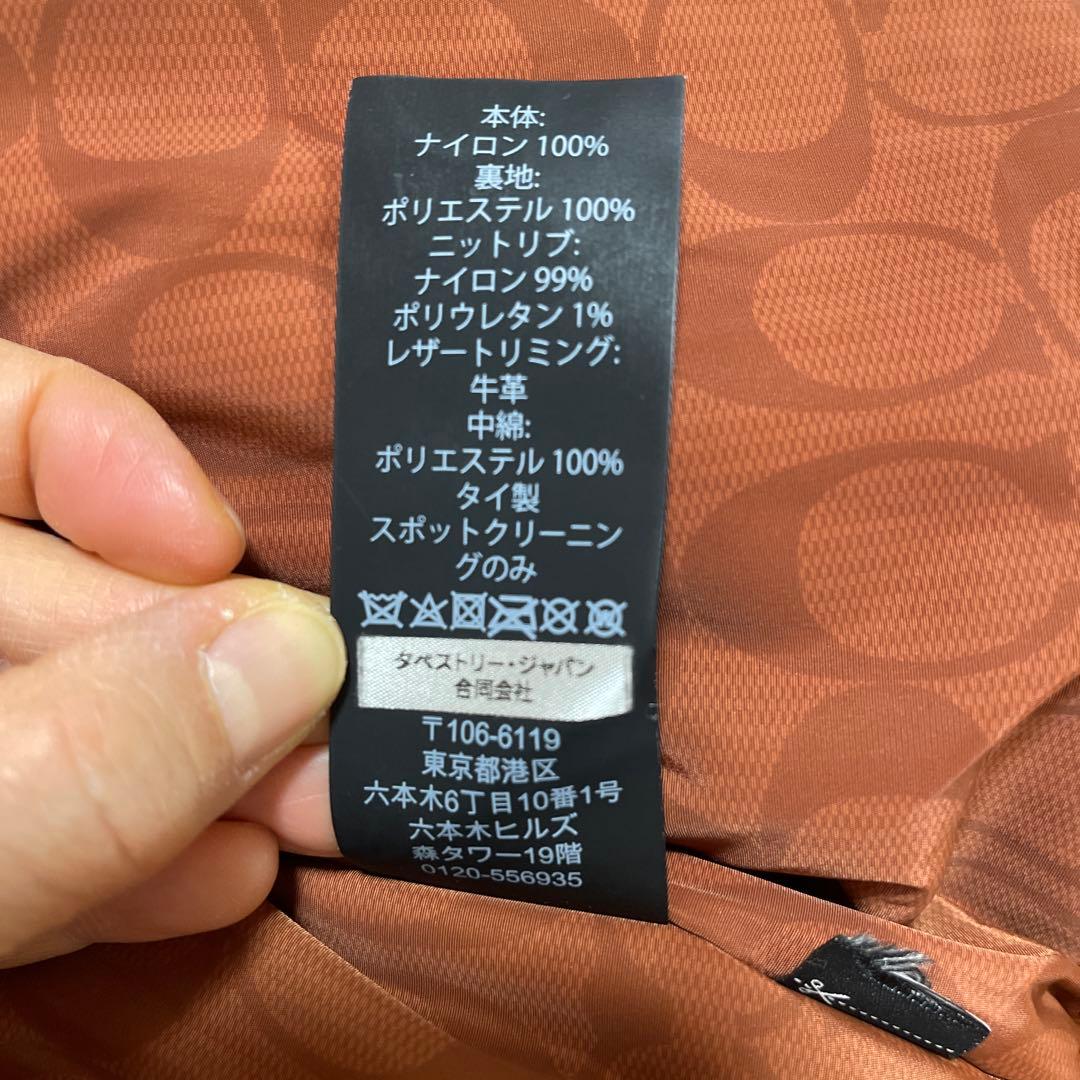 本体:
ナイロン 100%
裏地:
ポリエステル 100%
ニットリブ:
ナイロン 99%
ポリウレタン 1%
レザートリミング:
牛革
中綿:
ポリエステル 100%
タイ製
スポットクリーニン
グのみ
タペストリー・ジャパン
合同会社
〒106-6119
東京都港区
六本木6丁目10番1号
六本木ヒルズ
森タワー19階
0120-556935